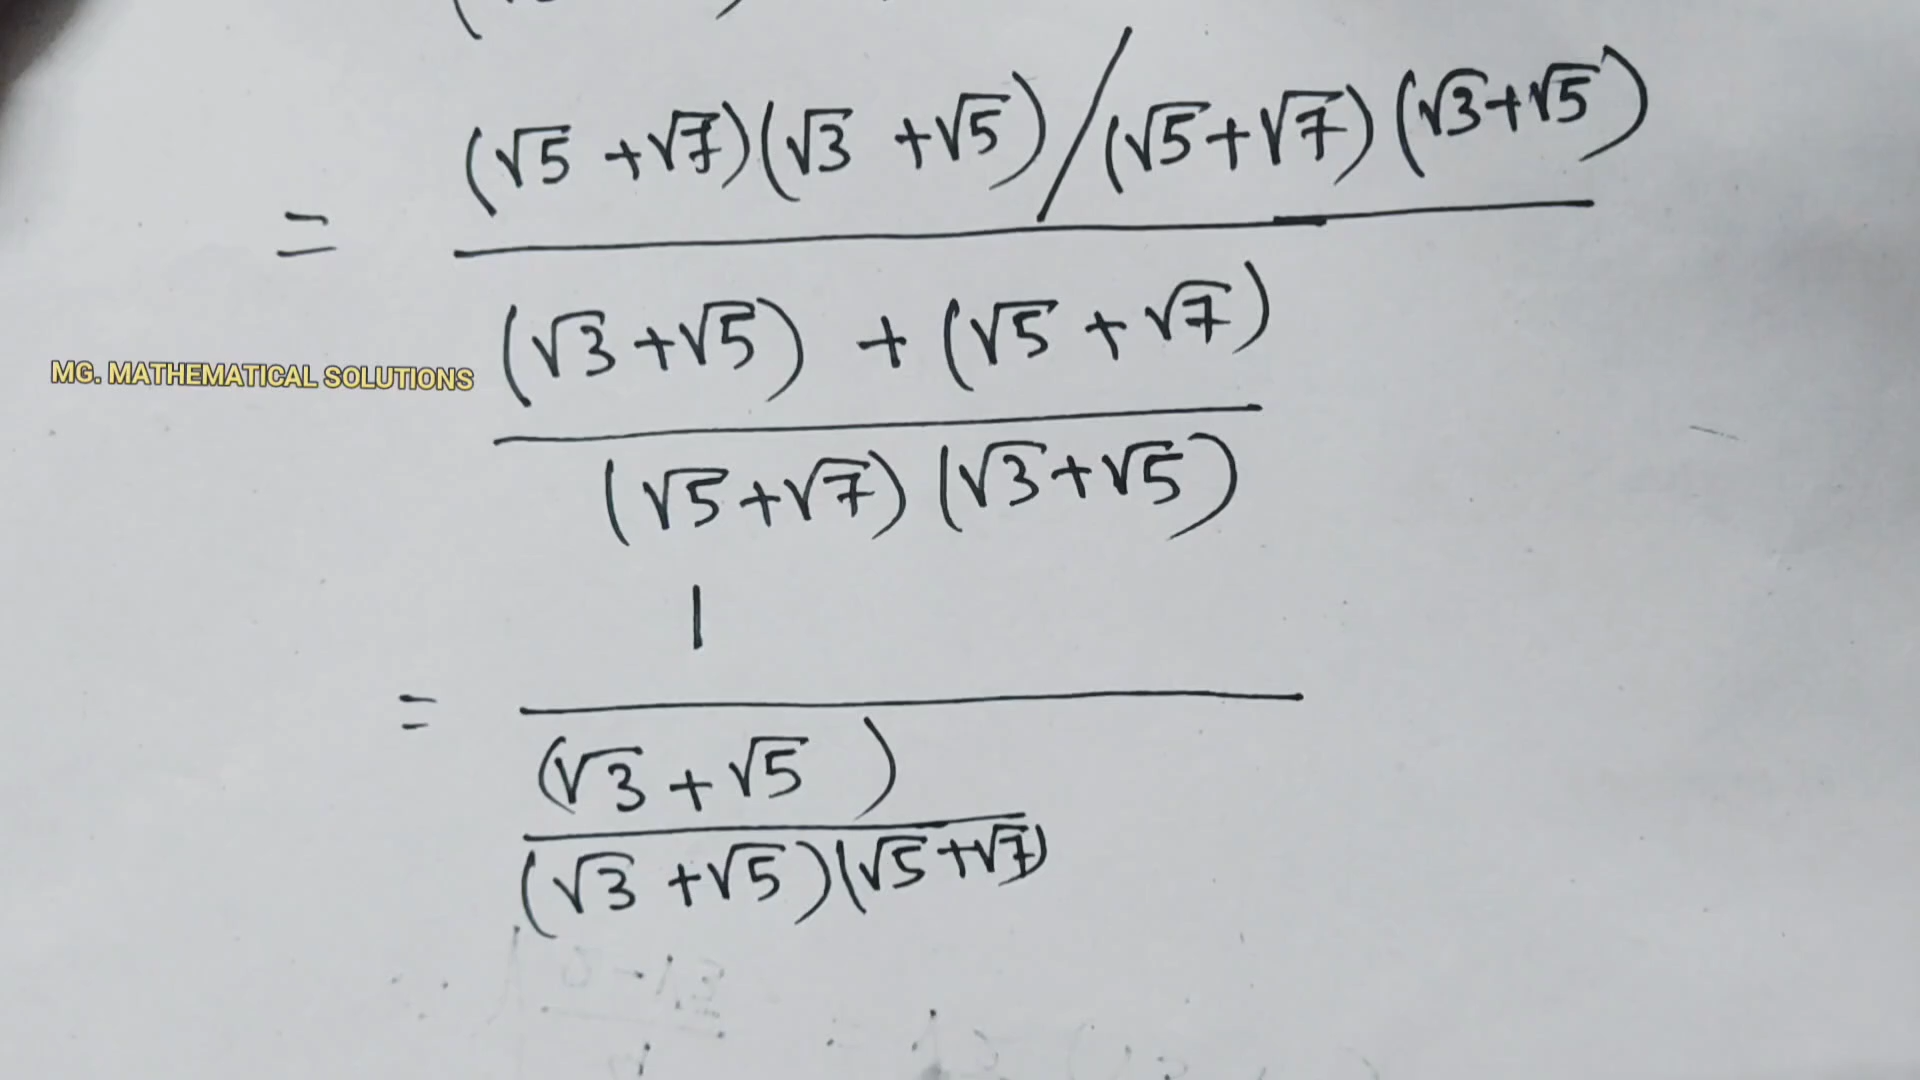 = (√5 + √7)(√3 + √5) / (√5 + √7) (√3 + √5)
(√3 + √5) + (√5 + √7)
MG. MATHEMATICAL SOLUTIONS
(√5 + √7) (√3 + √5)
1
=
(√3 + √5 )
(√3 + √5)(√5 + √7)